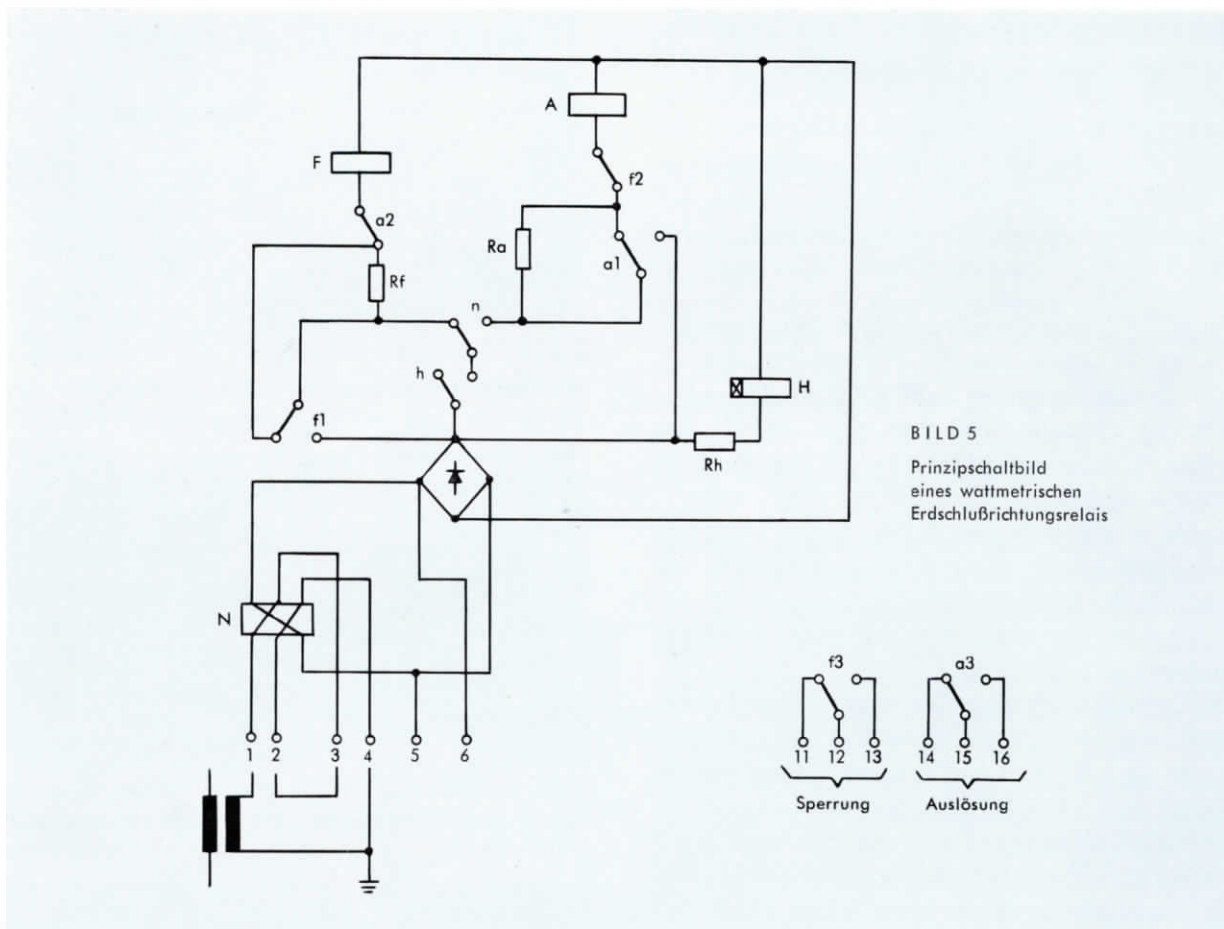 A
F
f2
a2
Ra
a1
Rf
n
h
H
f1
Rh
BILD 5
Prinzipschaltbild
eines wattmetrischen
Erdschlußrichtungsrelais
N
f3 a3
1 2 3 4 5 6
11 12 13 14 15 16
Sperrung Auslösung